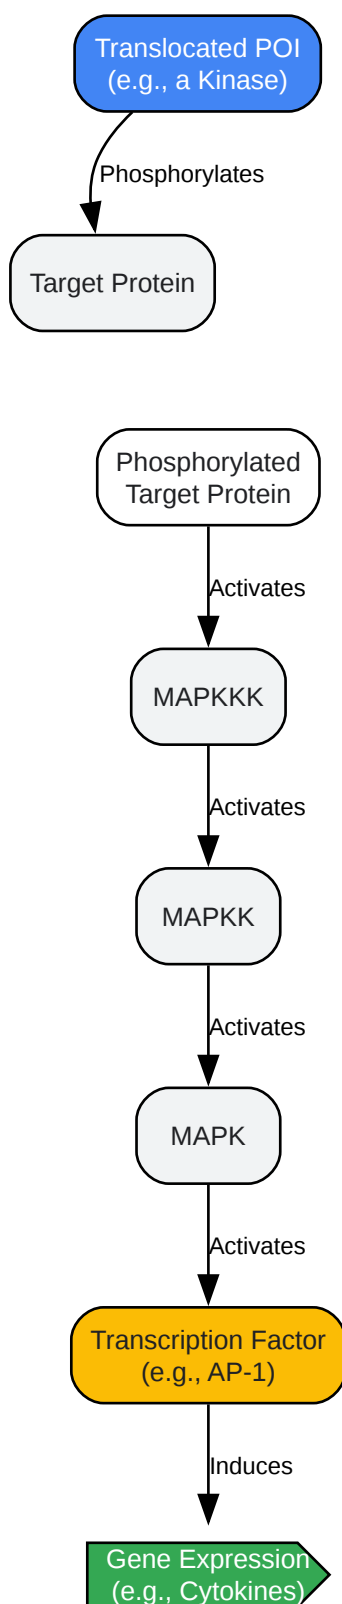 Translocated POI
(e.g., a Kinase)
Phosphorylates
Target Protein
Phosphorylated
Target Protein
Activates
MAPKKK
Activates
MAPKK
Activates
MAPK
Activates
Transcription Factor
(e.g., AP-1)
Induces
Gene Expression
(e.g., Cytokines)